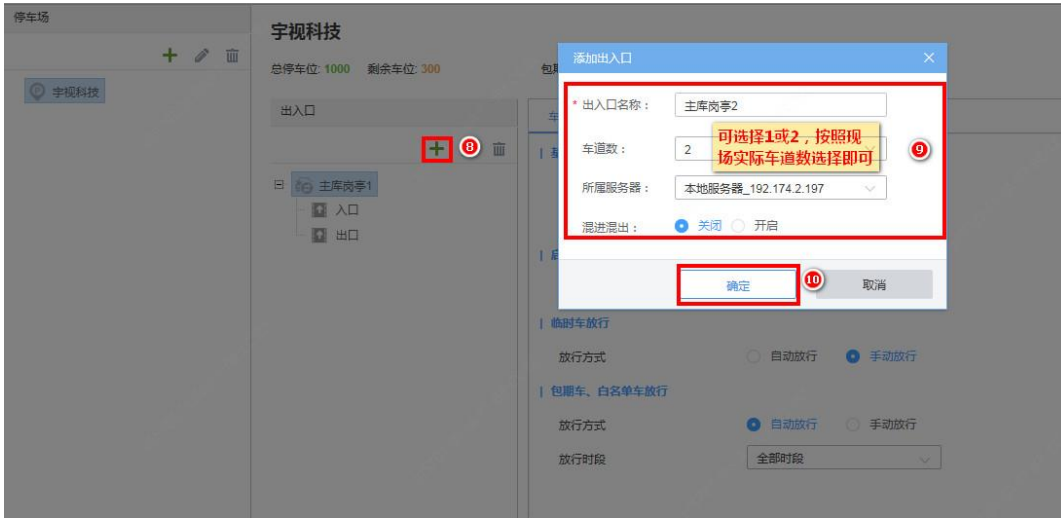 停车场
宇视科技
宇视科技
总停车位: 1000 剩余车位: 300
包期
出入口
车
⑧
| 基
主库岗亭1
入口
出口
添加出入口
* 出入口名称： 主库岗亭2
车道数： 2
可选择1或2，按照现
场实际车道数选择即可
⑨
所属服务器： 本地服务器_192.174.2.197
混进混出： 关闭 开启
| 启
确定 ⑩ 取消
| 临时车放行
放行方式 自动放行 手动放行
| 包期车、白名单车放行
放行方式 自动放行 手动放行
放行时段 全部时段